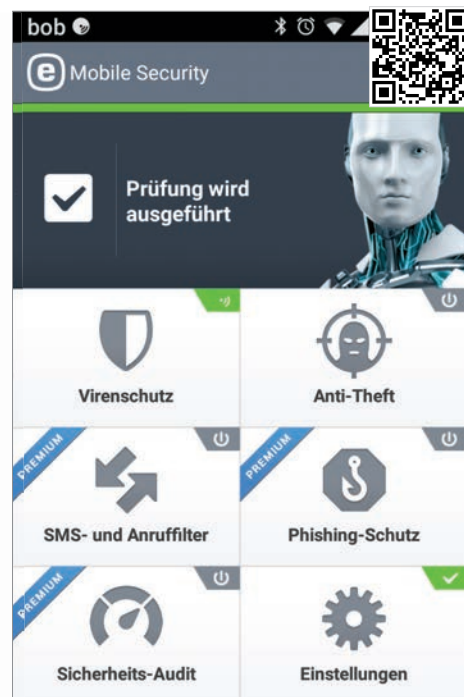 bob
e Mobile Security
Prüfung wird
ausgeführt
Virenschutz
Anti-Theft
PREMIUM
PREMIUM
SMS- und Anruffilter
Phishing-Schutz
PREMIUM
Sicherheits-Audit
Einstellungen